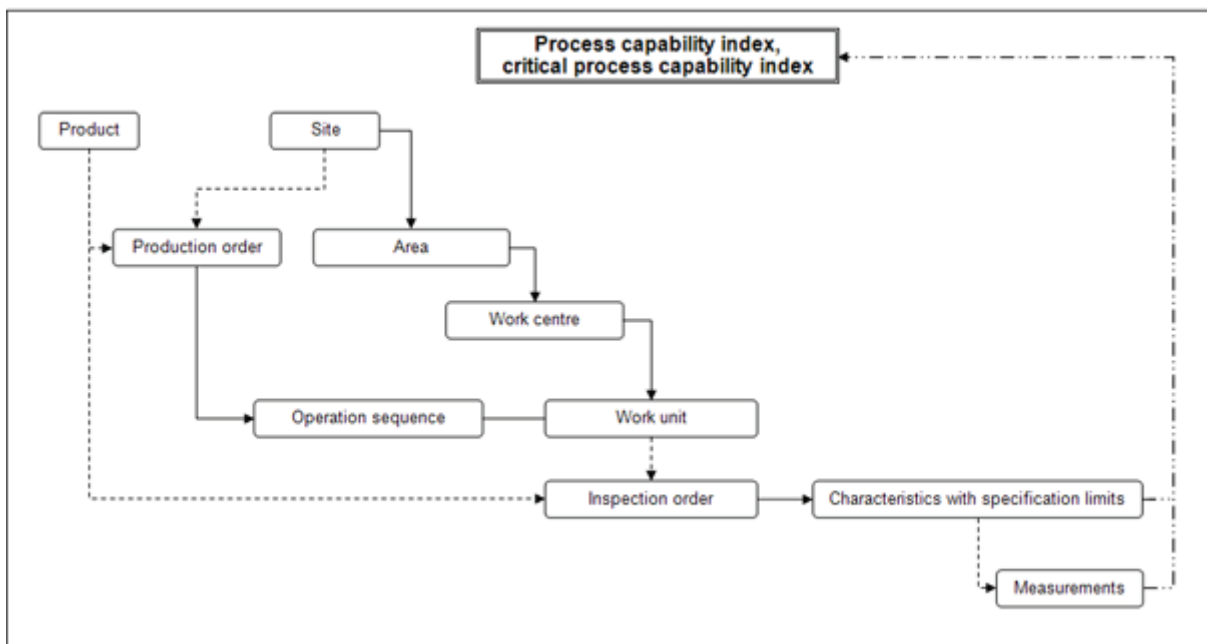 Process capability index,
critical process capability index
Product
Site
Production order
Area
Work centre
Operation sequence
Work unit
Inspection order
Characteristics with specification limits
Measurements